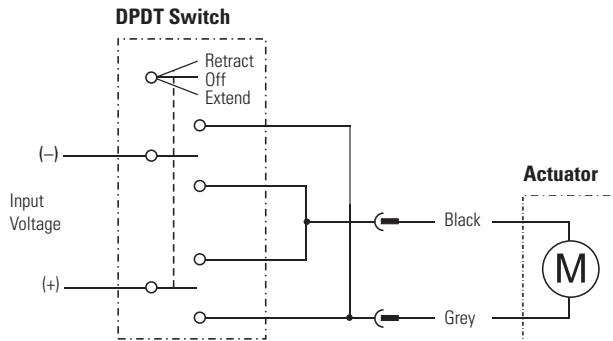 DPDT Switch
Retract
Off
Extend
(–)
Input
Voltage
(+)
Black
Grey
Actuator
M